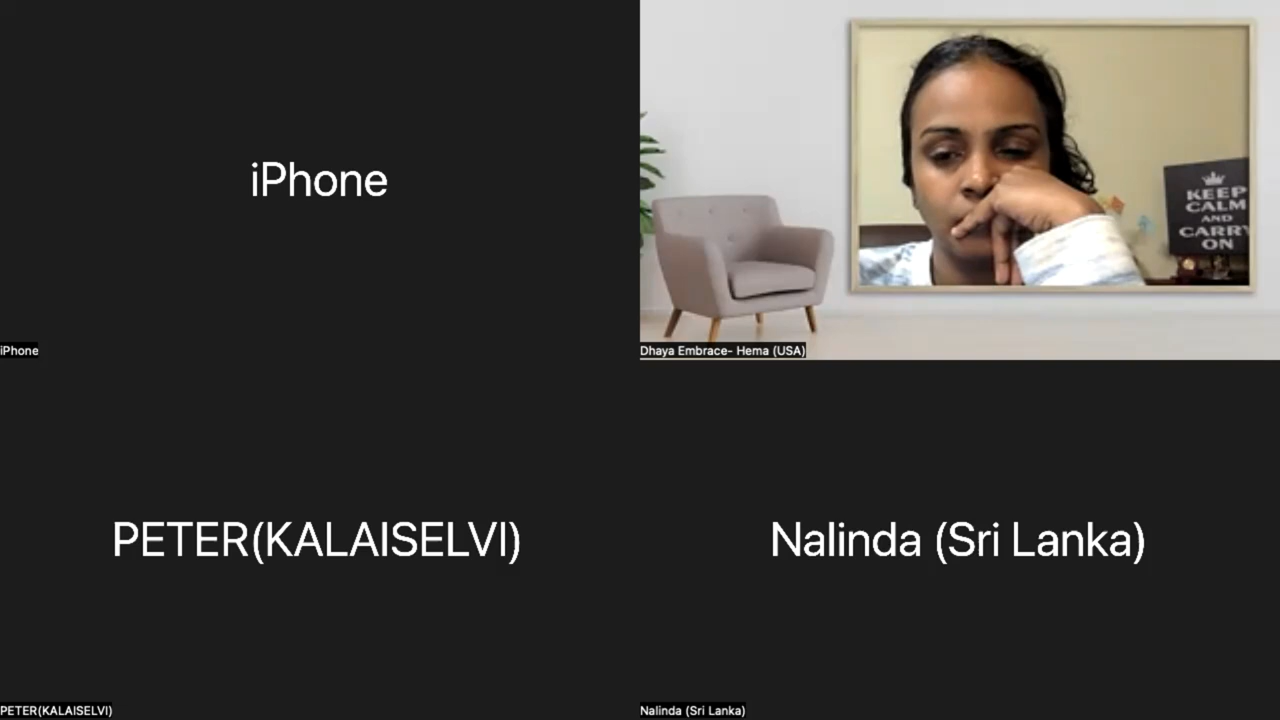 iPhone
iPhone
KEEP
CALM
AND
CARRY
ON
Dhaya Embrace- Hema (USA)
PETER(KALAISELVI)
Nalinda (Sri Lanka)
PETER(KALAISELVI)
Nalinda (Sri Lanka)